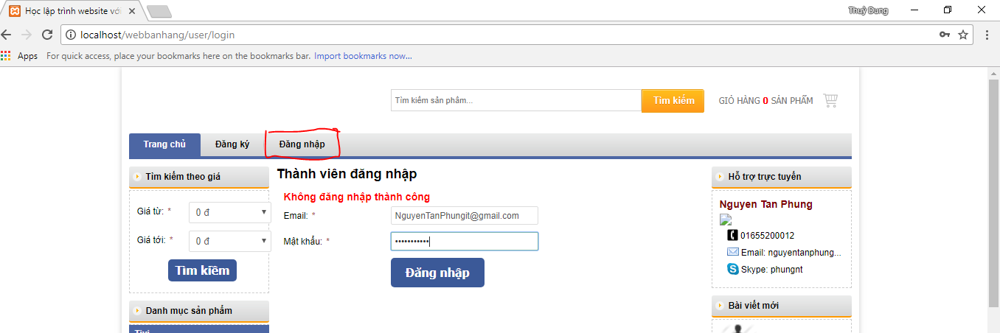 Học lập trình website với
Thuỳ Dung
localhost/webbanhang/user/login
Apps For quick access, place your bookmarks here on the bookmarks bar. Import bookmarks now...
Tìm kiếm sản phẩm...
Tìm kiếm
GIỎ HÀNG 0 SẢN PHẨM
Trang chủ Đăng ký Đăng nhập
Tìm kiếm theo giá
Giá từ: * 0 đ
Giá tới: * 0 đ
Tìm kiếm
Danh mục sản phẩm
Tivi
Thành viên đăng nhập
Không đăng nhập thành công
Email: * NguyenTanPhungit@gmail.com
Mật khẩu: * •••••••••••
Đăng nhập
Hỗ trợ trực tuyến
Nguyen Tan Phung
01655200012
Email: nguyentanphung...
Skype: phungnt
Bài viết mới